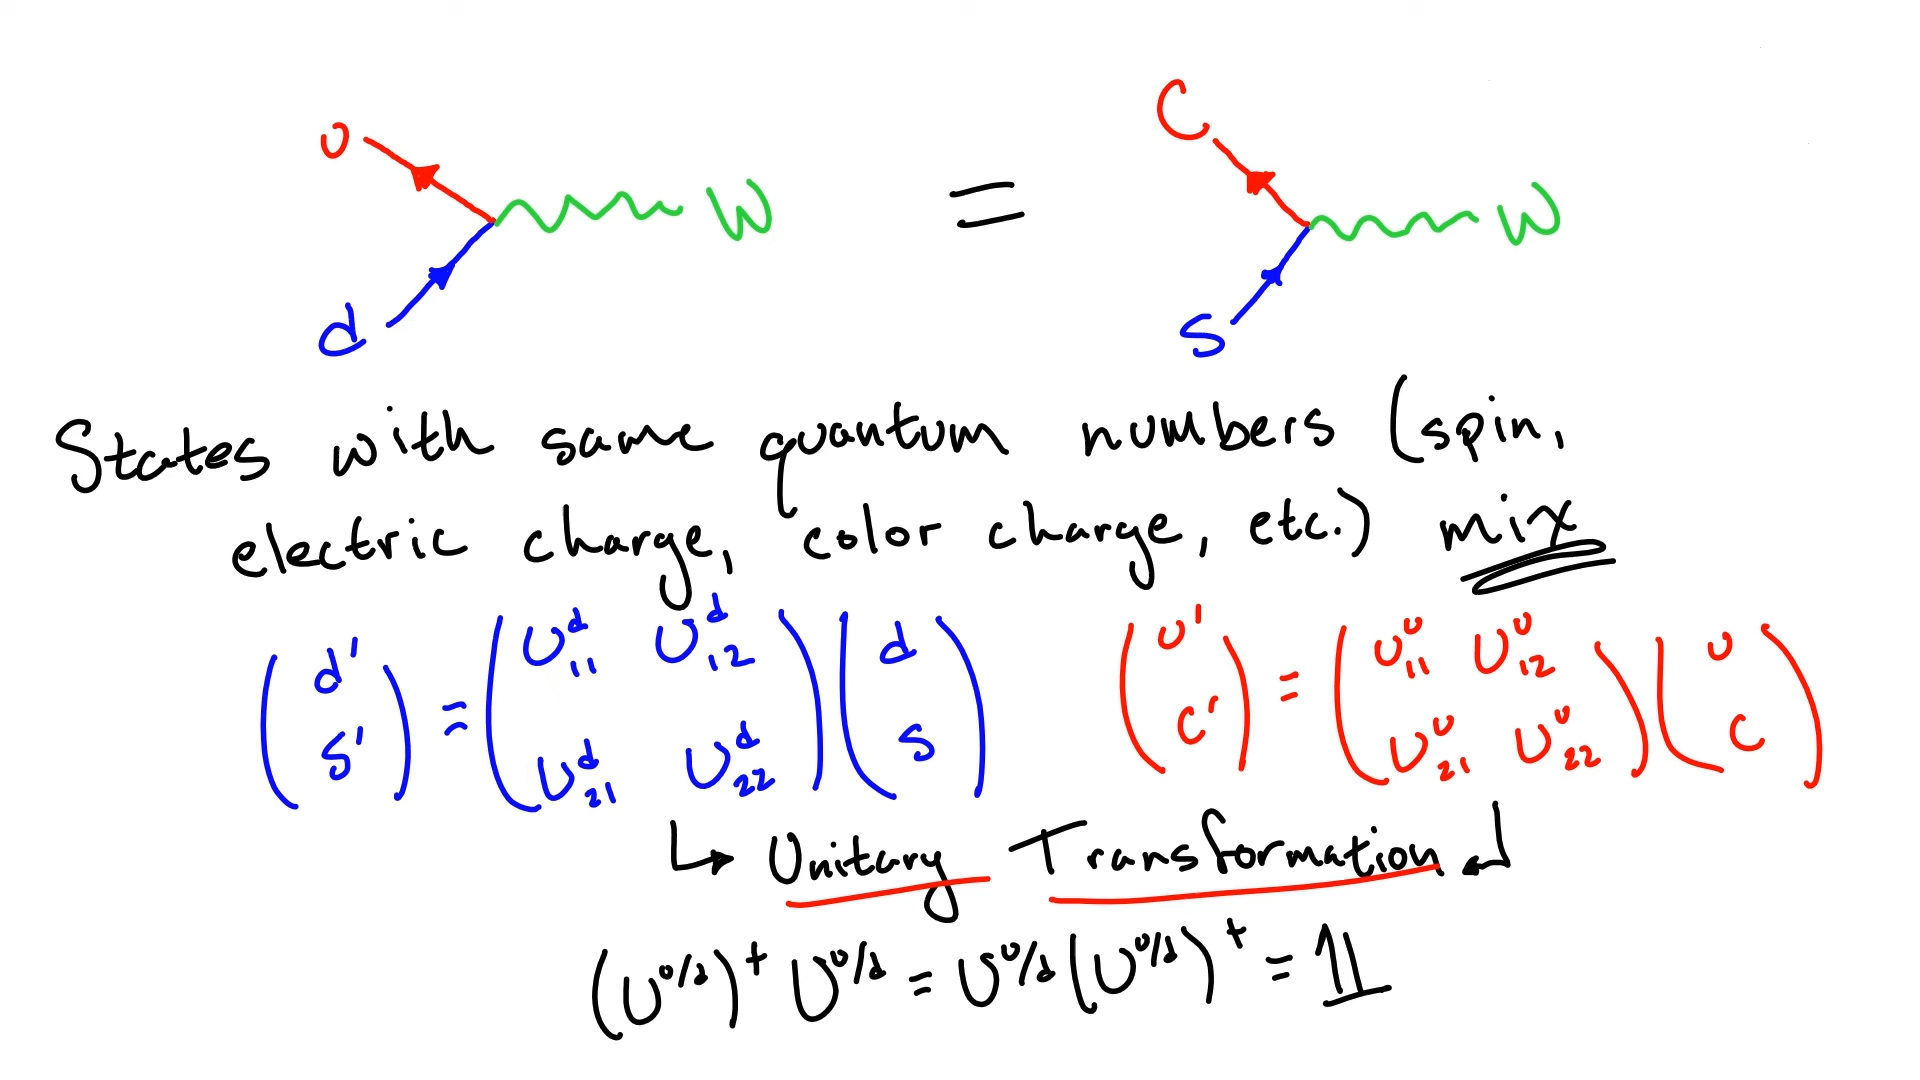 u W = C W
d s
States with same quantum numbers (spin,
electric charge, color charge, etc.) mix
(d' s') = (U^d_11 U^d_12 U^d_21 U^d_22)(d s) (u' c') = (U^u_11 U^u_12 U^u_21 U^u_22)(u c)
↳ Unitary Transformation ↲
(U^u/d)^† U^u/d = U^u/d (U^u/d)^† = 𝟙